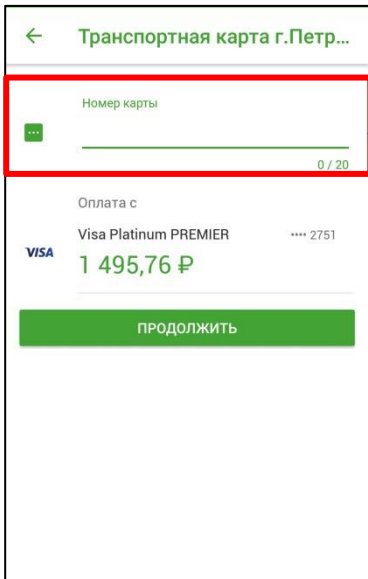 Транспортная карта г.Петр...
Номер карты
0 / 20
Оплата с
Visa Platinum PREMIER •••• 2751
VISA
1 495,76 ₽
ПРОДОЛЖИТЬ